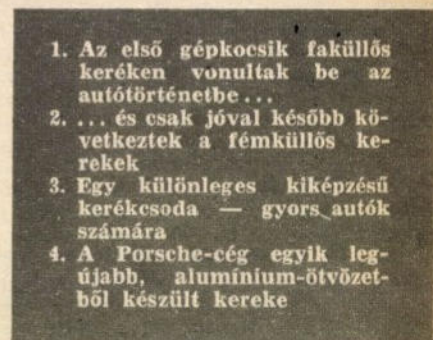 1. Az első gépkocsik faküllős
keréken vonultak be az
autótörténetbe...
2. ... és csak jóval később kö-
vetkeztek a fémküllős ke-
rekek
3. Egy különleges kiképzésű
kerékcsoda — gyors autók
számára
4. A Porsche-cég egyik leg-
újabb, alumínium-ötvözet-
ből készült kereke